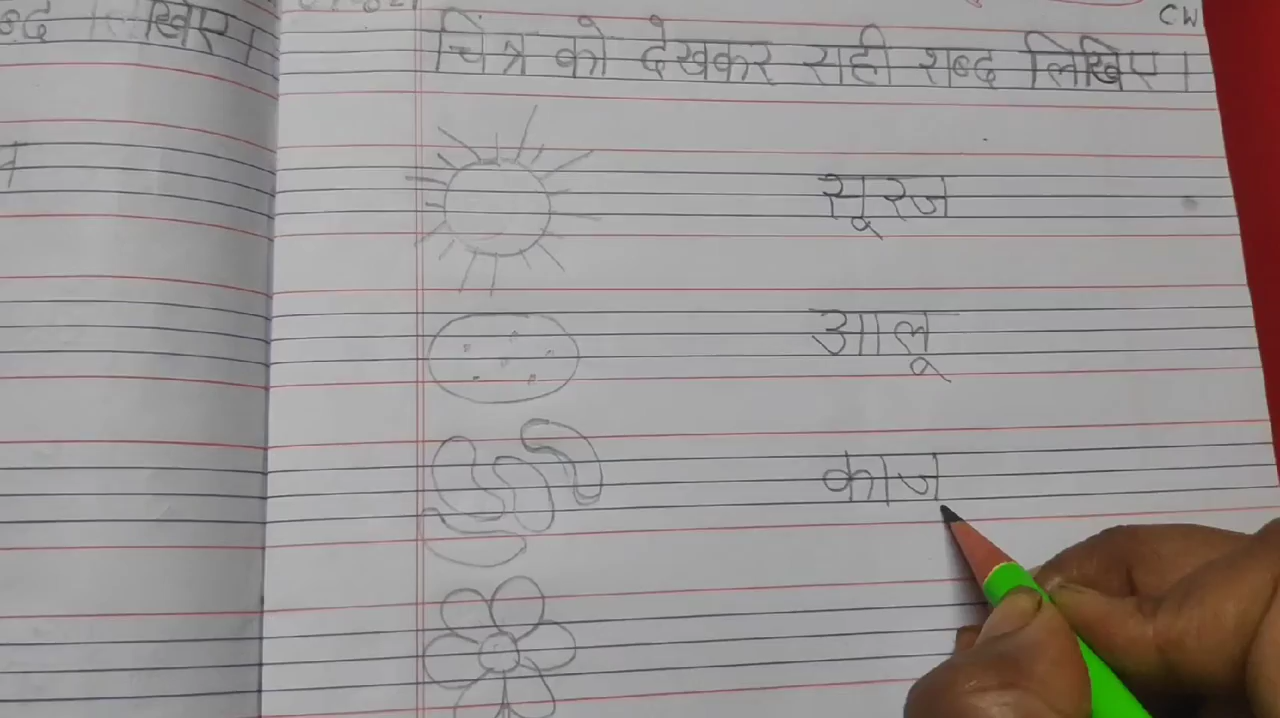 CW
चित्र को देखकर सही शब्द लिखिए।
सूरज
आलू
काज